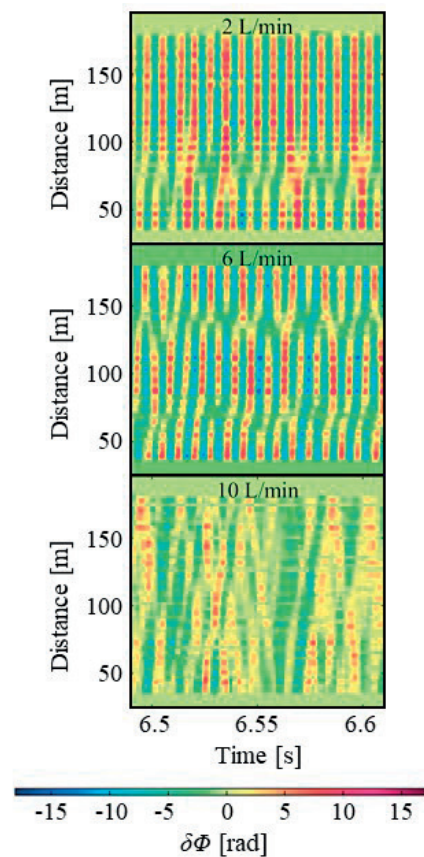 2 L/min
150
100
50
Distance [m]
6 L/min
150
100
50
Distance [m]
10 L/min
150
100
50
Distance [m]
6.5 6.55 6.6
Time [s]
-15 -10 -5 0 5 10 15
δΦ [rad]